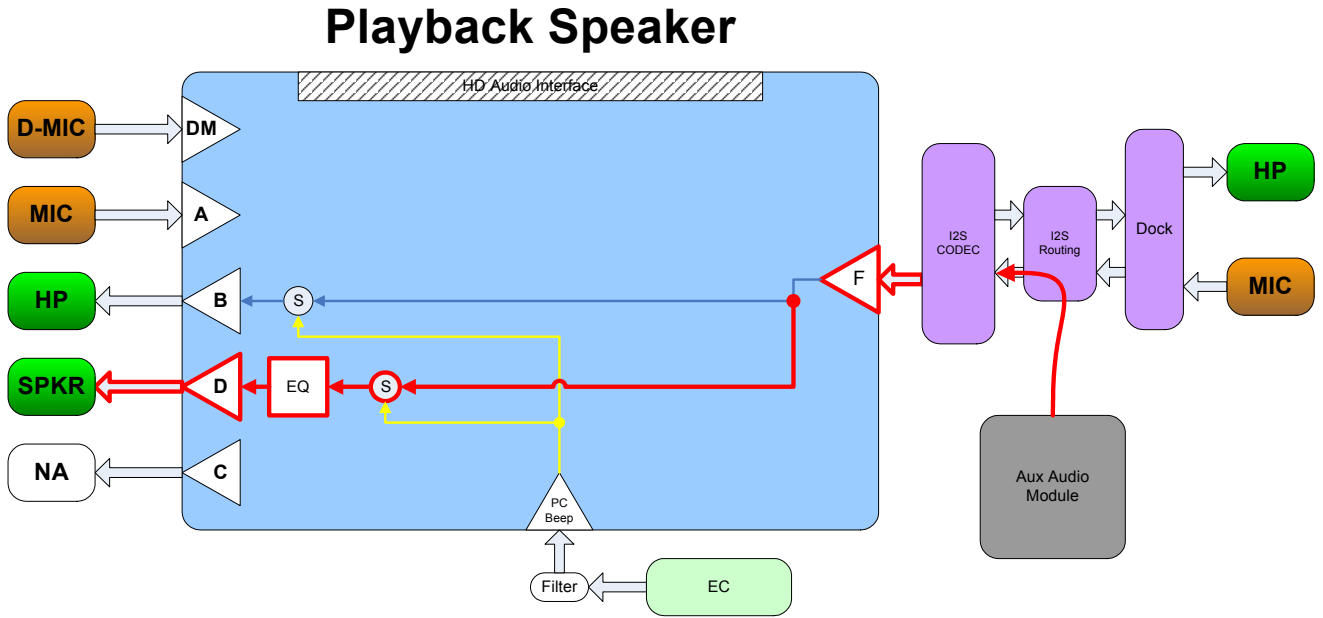 Playback Speaker
HD Audio Interface
D-MIC
DM
MIC
A
HP
B
S
SPKR
D
EQ
S
NA
C
PC
Beep
Filter
EC
F
I2S
CODEC
I2S
Routing
Dock
HP
MIC
Aux Audio
Module